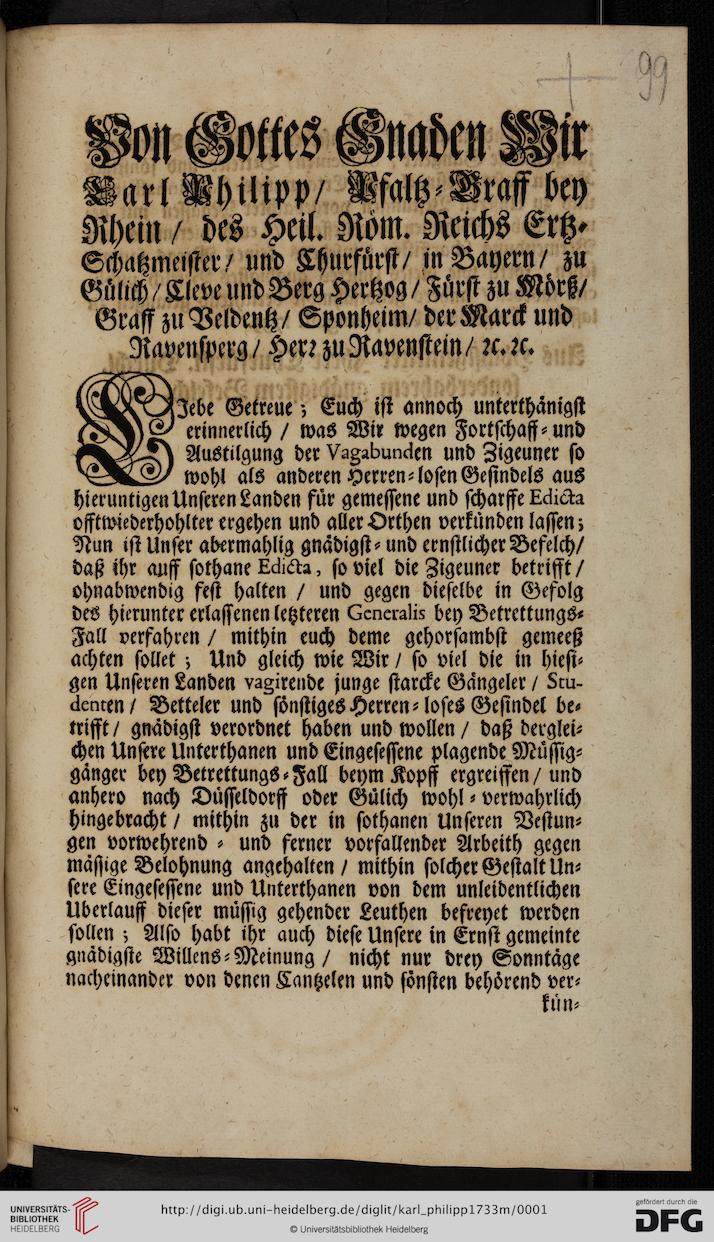 99
Von Gottes Gnaden Wir
Carl Philipp/ Pfaltz-Graff bey
Rhein / des Heil. Röm. Reichs Ertz-
Schatzmeister/ und Churfürst/ in Bayern/ zu
Gülich/ Cleve und Berg Hertzog/ Fürst zu Mörß/
Graff zu Veldentz/ Sponheim/ der Marck und
Ravensperg/ Herr zu Ravenstein/ ꝛc. ꝛc.
LIebe Getreue; Euch ist annoch unterthänigst
erinnerlich / was Wir wegen Fortschaff- und
Austilgung der Vagabunden und Zigeuner so
wohl als anderen Herren-losen Gesindels aus
hieruntigen Unseren Landen für gemessene und scharffe Edicta
offtwiederhohlter ergehen und aller Orthen verkünden lassen;
Nun ist Unser abermahlig gnädigst- und ernstlicher Befelch/
daß ihr auff sothane Edicta, so viel die Zigeuner betrifft/
ohnabwendig fest halten / und gegen dieselbe in Gefolg
des hierunter erlassenen letzteren Generalis bey Betrettungs-
Fall verfahren / mithin euch deme gehorsambst gemeeß
achten sollet; Und gleich wie Wir/ so viel die in hiesi-
gen Unseren Landen vagirende junge starcke Gängeler/ Stu-
denten/ Betteler und sönstiges Herren-loses Gesindel be-
trifft/ gnädigst verordnet haben und wollen / daß derglei-
chen Unsere Unterthanen und Eingesessene plagende Müssig-
gänger bey Betrettungs-Fall beym Kopff ergreiffen/ und
anhero nach Düsseldorff oder Gülich wohl-verwahrlich
hingebracht / mithin zu der in sothanen Unseren Vestun-
gen vorwehrend- und ferner vorfallender Arbeith gegen
mässige Belohnung angehalten / mithin solcher Gestalt Un-
sere Eingesessene und Unterthanen von dem unleidentlichen
Uberlauff dieser müssig gehender Leuthen befreyet werden
sollen; Also habt ihr auch diese Unsere in Ernst gemeinte
gnädigste Willens-Meinung / nicht nur drey Sonntäge
nacheinander von denen Cantzelen und sönsten behörend ver-
kün-
UNIVERSITÄTS-
BIBLIOTHEK
HEIDELBERG
http://digi.ub.uni-heidelberg.de/diglit/karl_philipp1733m/0001
© Universitätsbibliothek Heidelberg
gefördert durch die
DFG